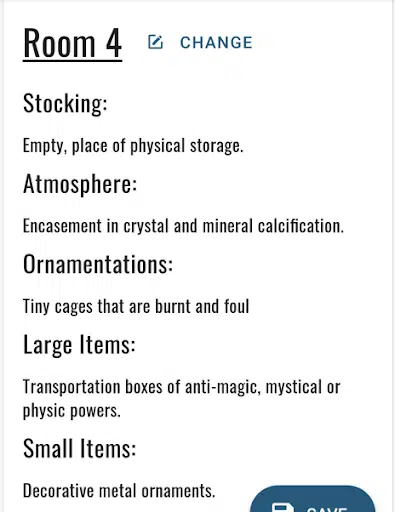 Room 4 CHANGE
Stocking:
Empty, place of physical storage.
Atmosphere:
Encasement in crystal and mineral calcification.
Ornamentations:
Tiny cages that are burnt and foul
Large Items:
Transportation boxes of anti-magic, mystical or
physic powers.
Small Items:
Decorative metal ornaments.
SAVE